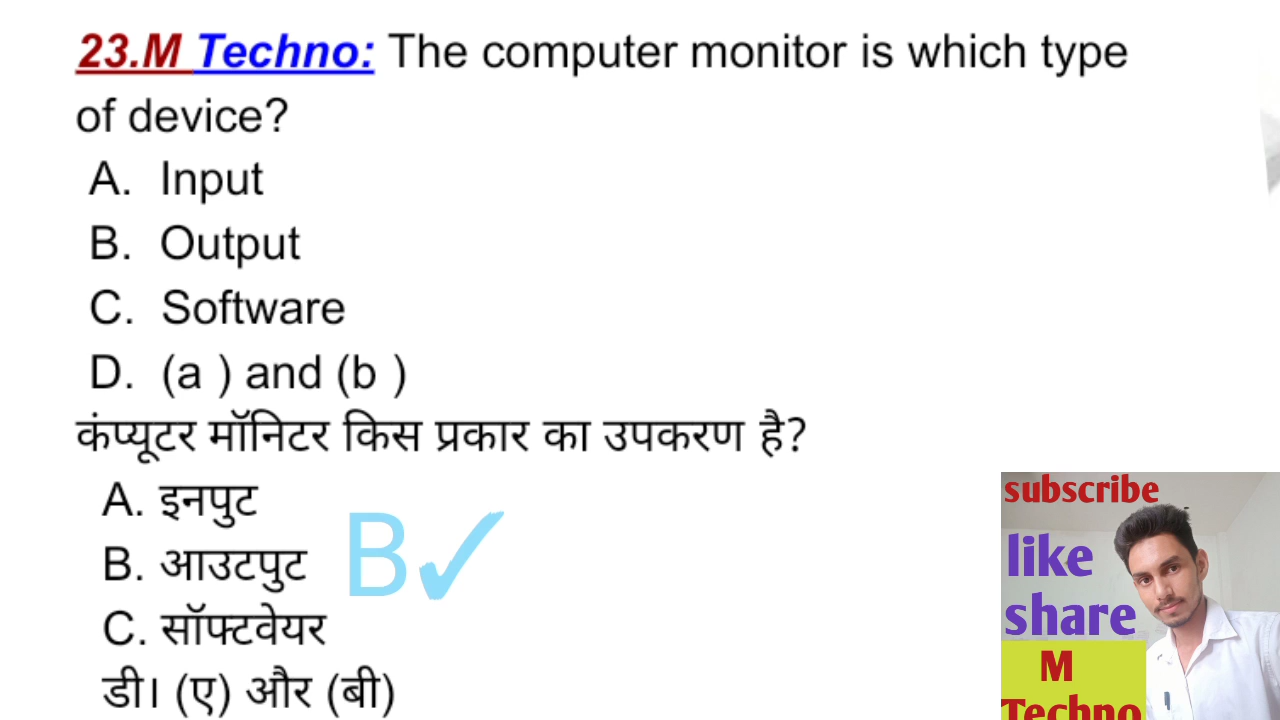 23.M Techno: The computer monitor is which type
of device?
A. Input
B. Output
C. Software
D. (a ) and (b )
कंप्यूटर मॉनिटर किस प्रकार का उपकरण है?
A. इनपुट
B. आउटपुट
B✓
C. सॉफ्टवेयर
डी। (ए) और (बी)
subscribe
like
share
M
Techno